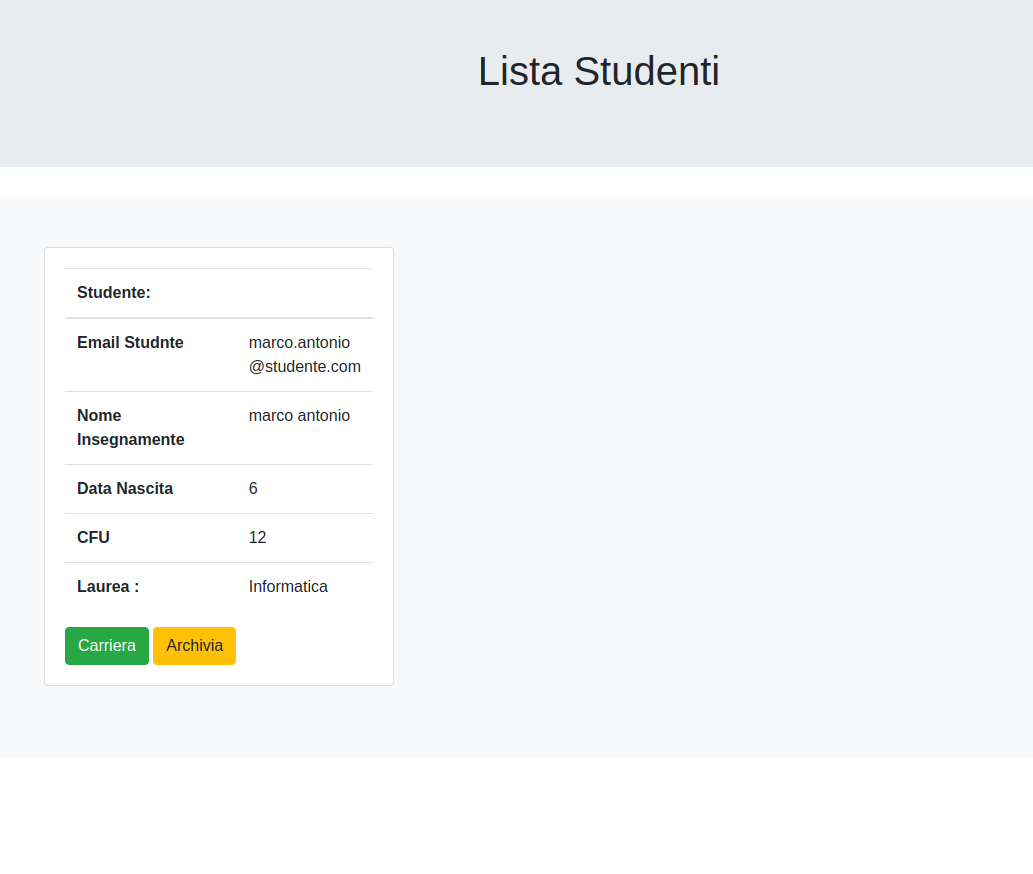 Lista Studenti
Studente:
Email Studnte marco.antonio
@studente.com
Nome marco antonio
Insegnamente
Data Nascita 6
CFU 12
Laurea : Informatica
Carriera Archivia